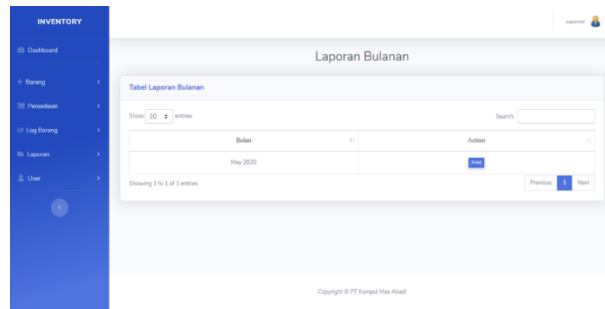 INVENTORY
Dashboard
Barang
Persediaan
Log Barang
Laporan
User
Laporan Bulanan
Tabel Laporan Bulanan
Show 10 entries
Search:
Bulan Action
May 2020 Print
Showing 1 to 1 of 1 entries
Previous 1 Next
Copyright © PT Kumpul Mas Abadi